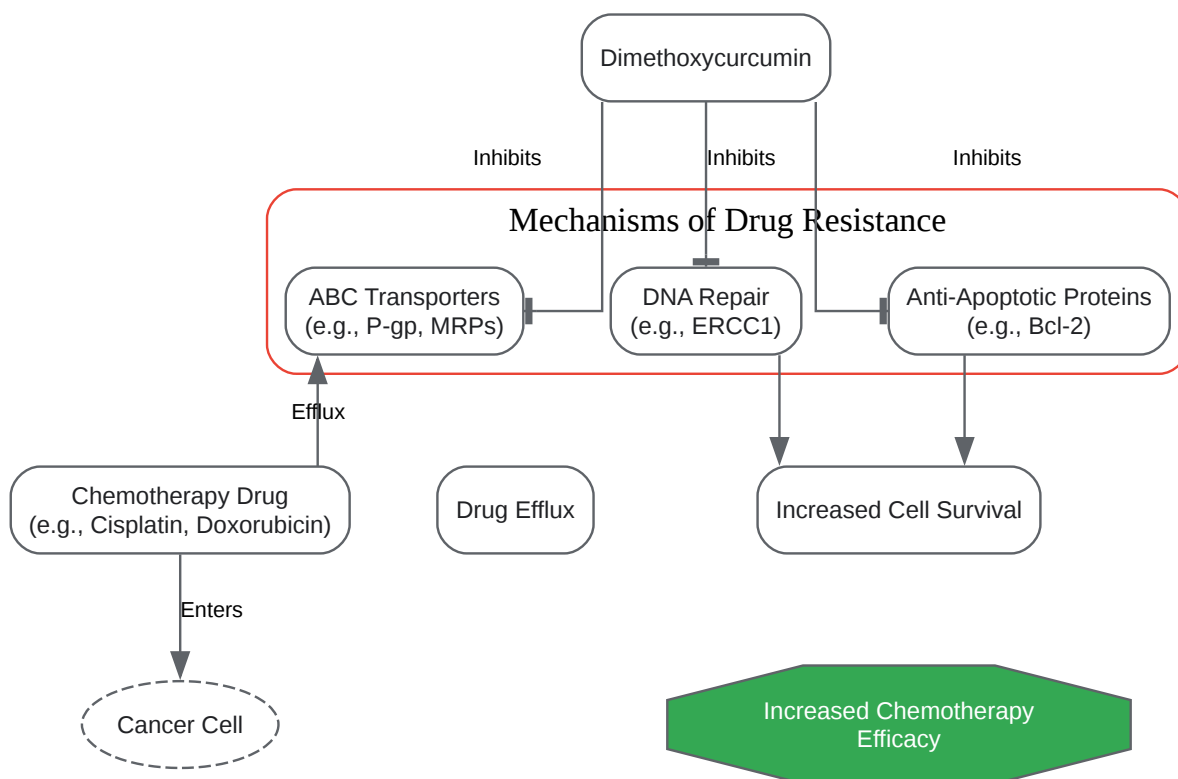 Dimethoxycurcumin
Inhibits
Inhibits
Inhibits
Mechanisms of Drug Resistance
ABC Transporters
(e.g., P-gp, MRPs)
DNA Repair
(e.g., ERCC1)
Anti-Apoptotic Proteins
(e.g., Bcl-2)
Efflux
Chemotherapy Drug
(e.g., Cisplatin, Doxorubicin)
Drug Efflux
Increased Cell Survival
Enters
Cancer Cell
Increased Chemotherapy
Efficacy